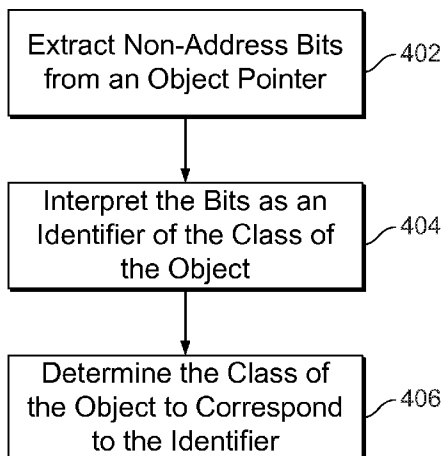 Extract Non-Address Bits
from an Object Pointer
402
Interpret the Bits as an
Identifier of the Class of
the Object
404
Determine the Class of
the Object to Correspond
to the Identifier
406